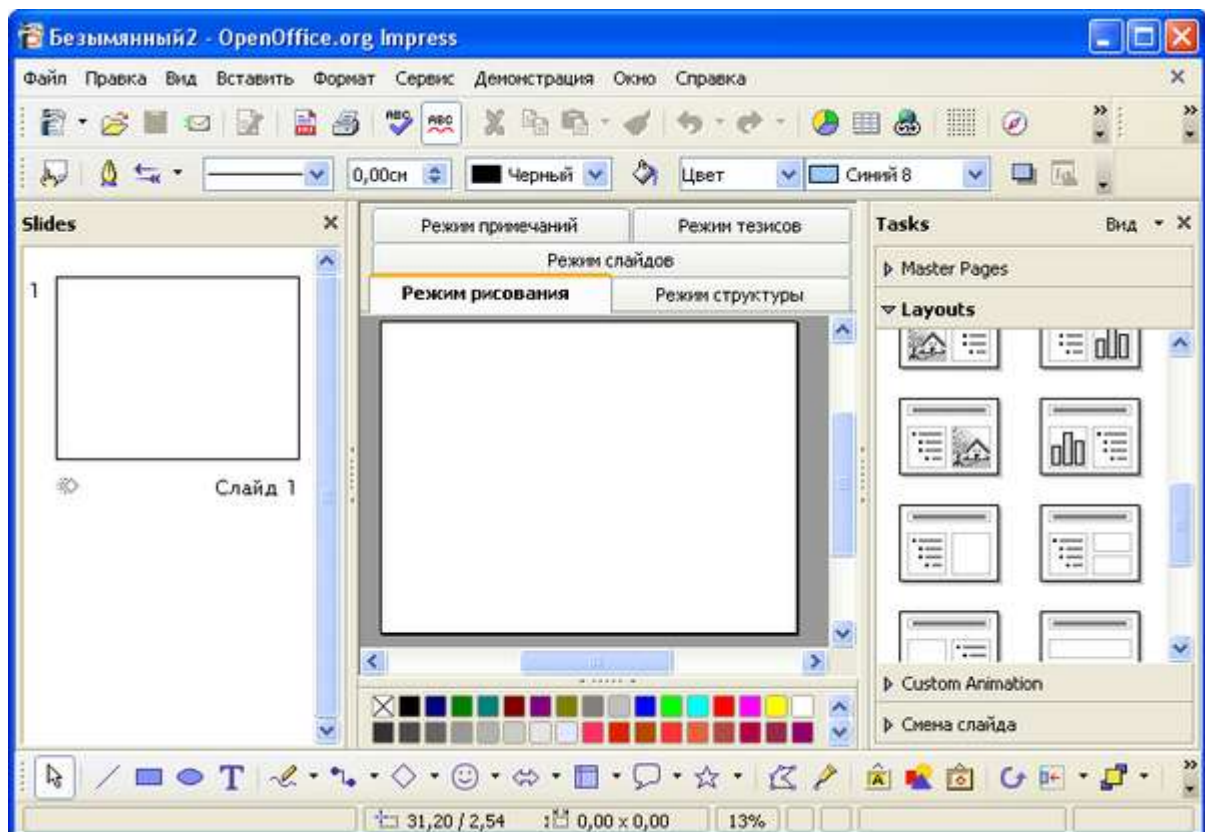 Безымянный2 - OpenOffice.org Impress
Файл Правка Вид Вставить Формат Сервис Демонстрация Окно Справка
ABC ABC
0,00см Черный Цвет Синий 8
Slides
1
Слайд 1
Режим примечаний Режим тезисов
Режим слайдов
Режим рисования Режим структуры
Tasks Вид
Master Pages
Layouts
Custom Animation
Смена слайда
T A
31,20 / 2,54 0,00 x 0,00 13%